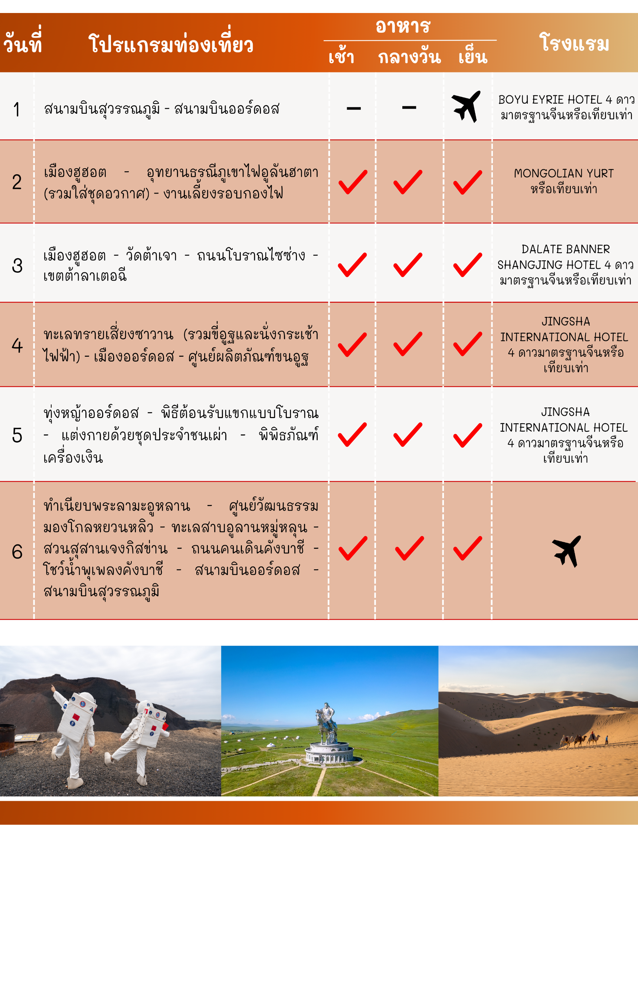 วันที่
โปรแกรมท่องเที่ยว
อาหาร
เช้า กลางวัน เย็น
โรงแรม
1
สนามบินสุวรรณภูมิ - สนามบินออร์ดอส
-
-
BOYU EYRIE HOTEL 4 ดาว
มาตรฐานจีนหรือเทียบเท่า
2
เมืองฮูฮอต - อุทยานธรณีภูเขาไฟอูลันฮาตา
(รวมใส่ชุดอวกาศ) - งานเลี้ยงรอบกองไฟ
MONGOLIAN YURT
หรือเทียบเท่า
3
เมืองฮูฮอต - วัดต้าเจา - ถนนโบราณไซซ่าง -
เขตต้าลาเตอฉี
DALATE BANNER
SHANGJING HOTEL 4 ดาว
มาตรฐานจีนหรือเทียบเท่า
4
ทะเลทรายเสี่ยงซาวาน (รวมขี่อูฐและนั่งกระเช้า
ไฟฟ้า) - เมืองออร์ดอส - ศูนย์ผลิตภัณฑ์ขนอูฐ
JINGSHA
INTERNATIONAL HOTEL
4 ดาวมาตรฐานจีนหรือ
เทียบเท่า
5
ทุ่งหญ้าออร์ดอส - พิธีต้อนรับแขกแบบโบราณ
- แต่งกายด้วยชุดประจำชนเผ่า - พิพิธภัณฑ์
เครื่องเงิน
JINGSHA
INTERNATIONAL HOTEL
4 ดาวมาตรฐานจีนหรือ
เทียบเท่า
6
ทำเนียบพระลามะอูหลาน - ศูนย์วัฒนธรรม
มองโกลหยวนหลิว - ทะเลสาบอูลานหมู่หลุน -
สวนสุสานเจงกิสข่าน - ถนนคนเดินคังบาชี -
โชว์น้ำพุเพลงคังบาชี - สนามบินออร์ดอส -
สนามบินสุวรรณภูมิ